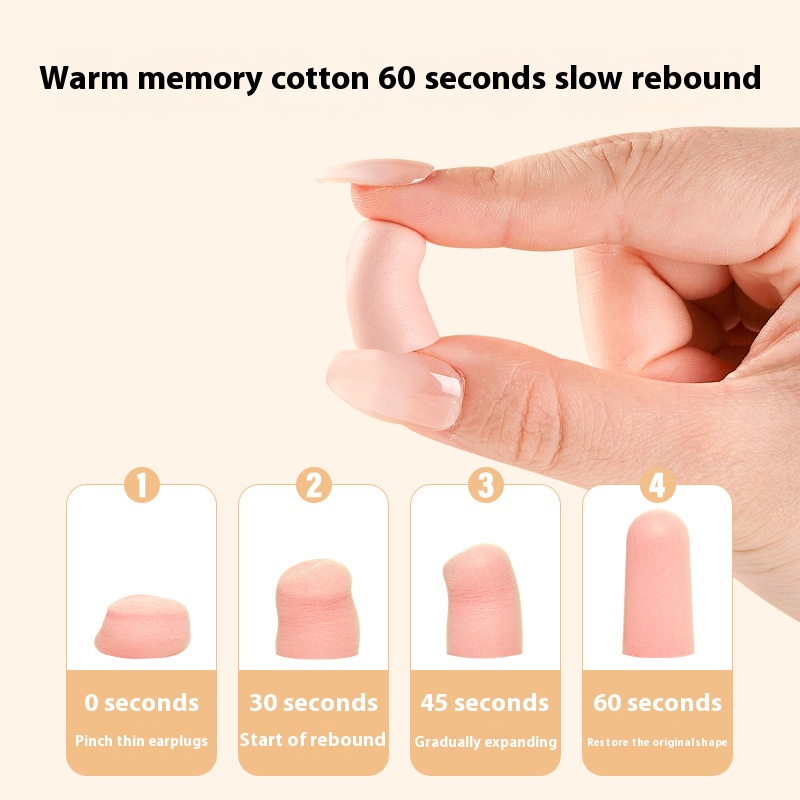 Warm memory cotton 60 seconds slow rebound
1
2
3
4
0 seconds
30 seconds
45 seconds
60 seconds
Pinch thin earplugs
Start of rebound
Gradually expanding
Restore the originalshape